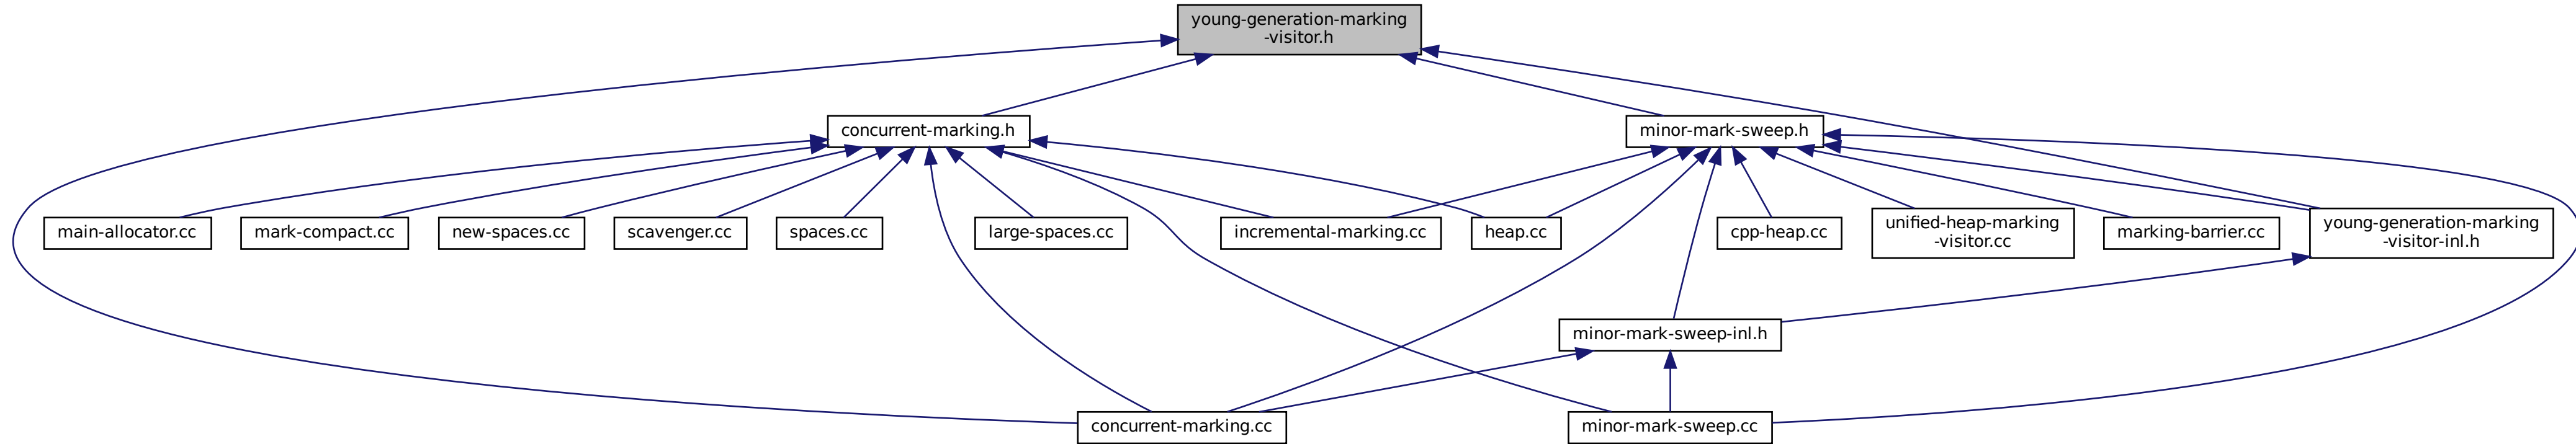 young-generation-marking
-visitor.h
concurrent-marking.h
minor-mark-sweep.h
main-allocator.cc
mark-compact.cc
new-spaces.cc
scavenger.cc
spaces.cc
large-spaces.cc
incremental-marking.cc
heap.cc
cpp-heap.cc
unified-heap-marking
-visitor.cc
marking-barrier.cc
young-generation-marking
-visitor-inl.h
minor-mark-sweep-inl.h
concurrent-marking.cc
minor-mark-sweep.cc